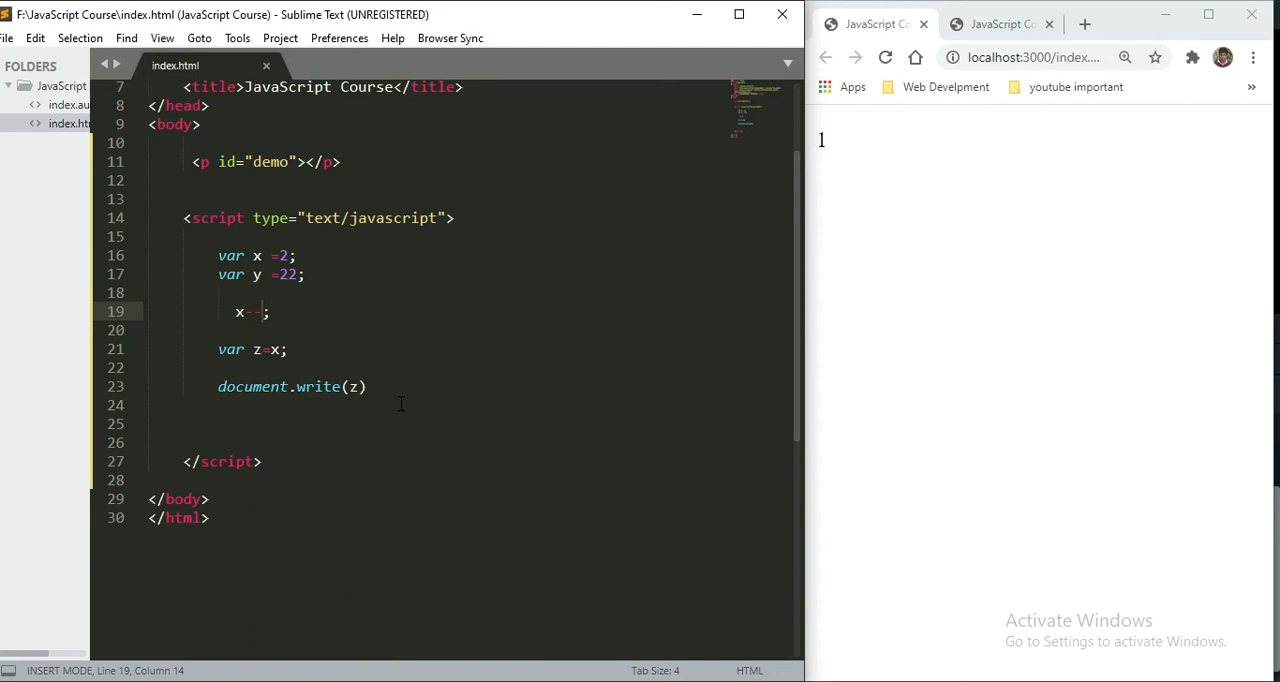 F:\JavaScript Course\index.html (JavaScript Course) - Sublime Text (UNREGISTERED)
File Edit Selection Find View Goto Tools Project Preferences Help Browser Sync
FOLDERS
JavaScript
index.au
index.htm
index.html
7 <title>JavaScript Course</title>
8 </head>
9 <body>
10
11 <p id="demo"></p>
12
13
14 <script type="text/javascript">
15
16 var x =2;
17 var y =22;
18
19 x--;
20
21 var z=x;
22
23 document.write(z)
24
25
26
27 </script>
28
29 </body>
30 </html>
INSERT MODE, Line 19, Column 14 Tab Size: 4 HTML
JavaScript Co JavaScript Co
localhost:3000/index....
Apps Web Develpment youtube important »
1
Activate Windows
Go to Settings to activate Windows.